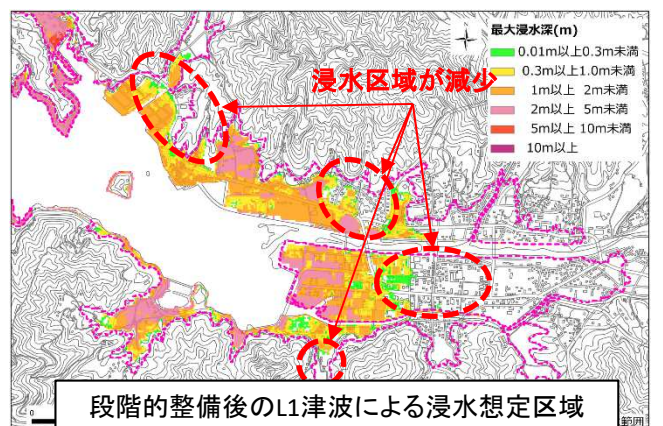 最大浸水深(m)
0.01m以上0.3m未満
0.3m以上1.0m未満
1m以上 2m未満
2m以上 5m未満
5m以上 10m未満
10m以上
浸水区域が減少
段階的整備後のL1津波による浸水想定区域
0
範囲